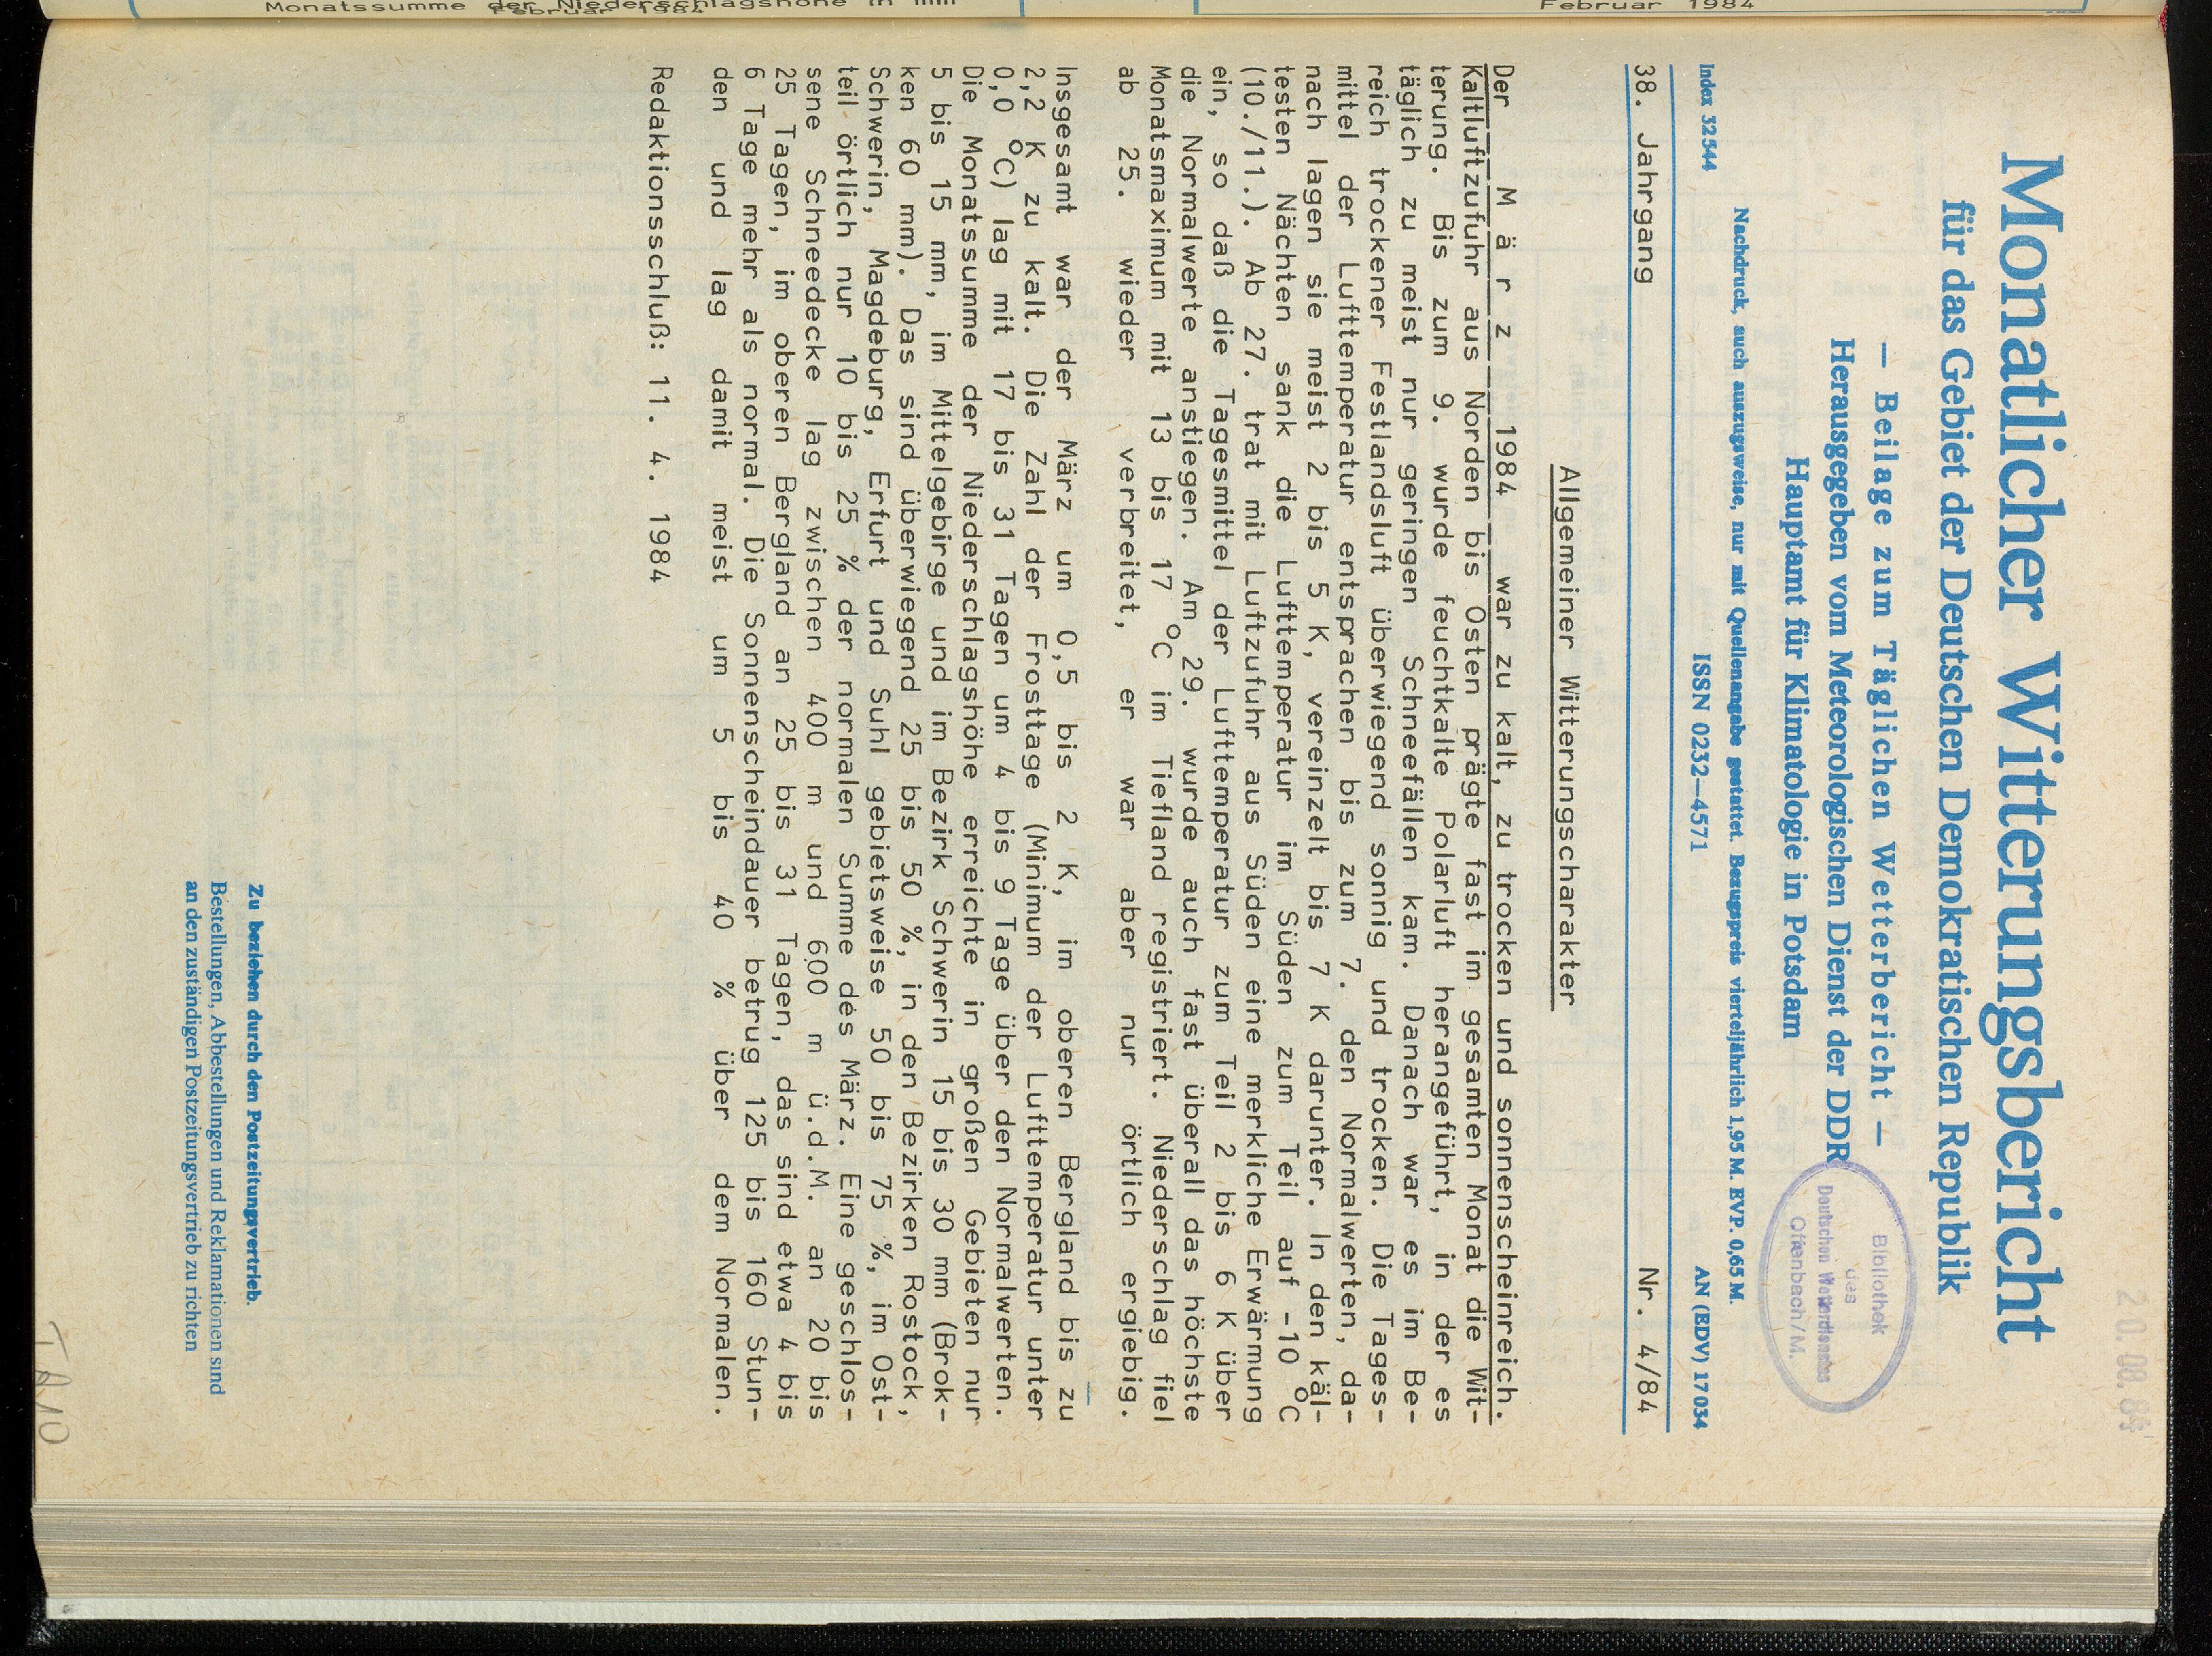 Monatssumme der Niederschlagshöhe in mm
Februar 1984
Februar 1984
20.08.84
Monatlicher Witterungsbericht
für das Gebiet der Deutschen Demokratischen Republik
— Beilage zum Täglichen Wetterbericht —
Herausgegeben vom Meteorologischen Dienst der DDR
Hauptamt für Klimatologie in Potsdam
Bibliothek
des
Deutschen Wetterdienstes
Offenbach/M.
Nachdruck, auch auszugsweise, nur mit Quellenangabe gestattet. Bezugspreis vierteljährlich 1,95 M. EVP. 0,65 M.
Index 32544 ISSN 0232—4571 AN (EDV) 17034
38. Jahrgang Nr. 4/84
Allgemeiner Witterungscharakter
Der M ä r z 1984 war zu kalt, zu trocken und sonnenscheinreich.
Kaltluftzufuhr aus Norden bis Osten prägte fast im gesamten Monat die Wit-
terung. Bis zum 9. wurde feuchtkalte Polarluft herangeführt, in der es
täglich zu meist nur geringen Schneefällen kam. Danach war es im Be-
reich trockener Festlandsluft überwiegend sonnig und trocken. Die Tages-
mittel der Lufttemperatur entsprachen bis zum 7. den Normalwerten, da-
nach lagen sie meist 2 bis 5 K, vereinzelt bis 7 K darunter. In den käl-
testen Nächten sank die Lufttemperatur im Süden zum Teil auf -10 °C
(10./11.). Ab 27. trat mit Luftzufuhr aus Süden eine merkliche Erwärmung
ein, so daß die Tagesmittel der Lufttemperatur zum Teil 2 bis 6 K über
die Normalwerte anstiegen. Am 29. wurde auch fast überall das höchste
Monatsmaximum mit 13 bis 17 °C im Tiefland registriert. Niederschlag fiel
ab 25. wieder verbreitet, er war aber nur örtlich ergiebig.
Insgesamt war der März um 0,5 bis 2 K, im oberen Bergland bis zu
2,2 K zu kalt. Die Zahl der Frosttage (Minimum der Lufttemperatur unter
0,0 °C) lag mit 17 bis 31 Tagen um 4 bis 9 Tage über den Normalwerten.
Die Monatssumme der Niederschlagshöhe erreichte in großen Gebieten nur
5 bis 15 mm, im Mittelgebirge und im Bezirk Schwerin 15 bis 30 mm (Brok-
ken 60 mm). Das sind überwiegend 25 bis 50 %, in den Bezirken Rostock,
Schwerin, Magdeburg, Erfurt und Suhl gebietsweise 50 bis 75 %, im Ost-
teil örtlich nur 10 bis 25 % der normalen Summe des März. Eine geschlos-
sene Schneedecke lag zwischen 400 m und 600 m ü.d.M. an 20 bis
25 Tagen, im oberen Bergland an 25 bis 31 Tagen, das sind etwa 4 bis
6 Tage mehr als normal. Die Sonnenscheindauer betrug 125 bis 160 Stun-
den und lag damit meist um 5 bis 40 % über dem Normalen.
Redaktionsschluß: 11. 4. 1984
Zu beziehen durch den Postzeitungsvertrieb.
Bestellungen, Abbestellungen und Reklamationen sind
an den zuständigen Postzeitungsvertrieb zu richten